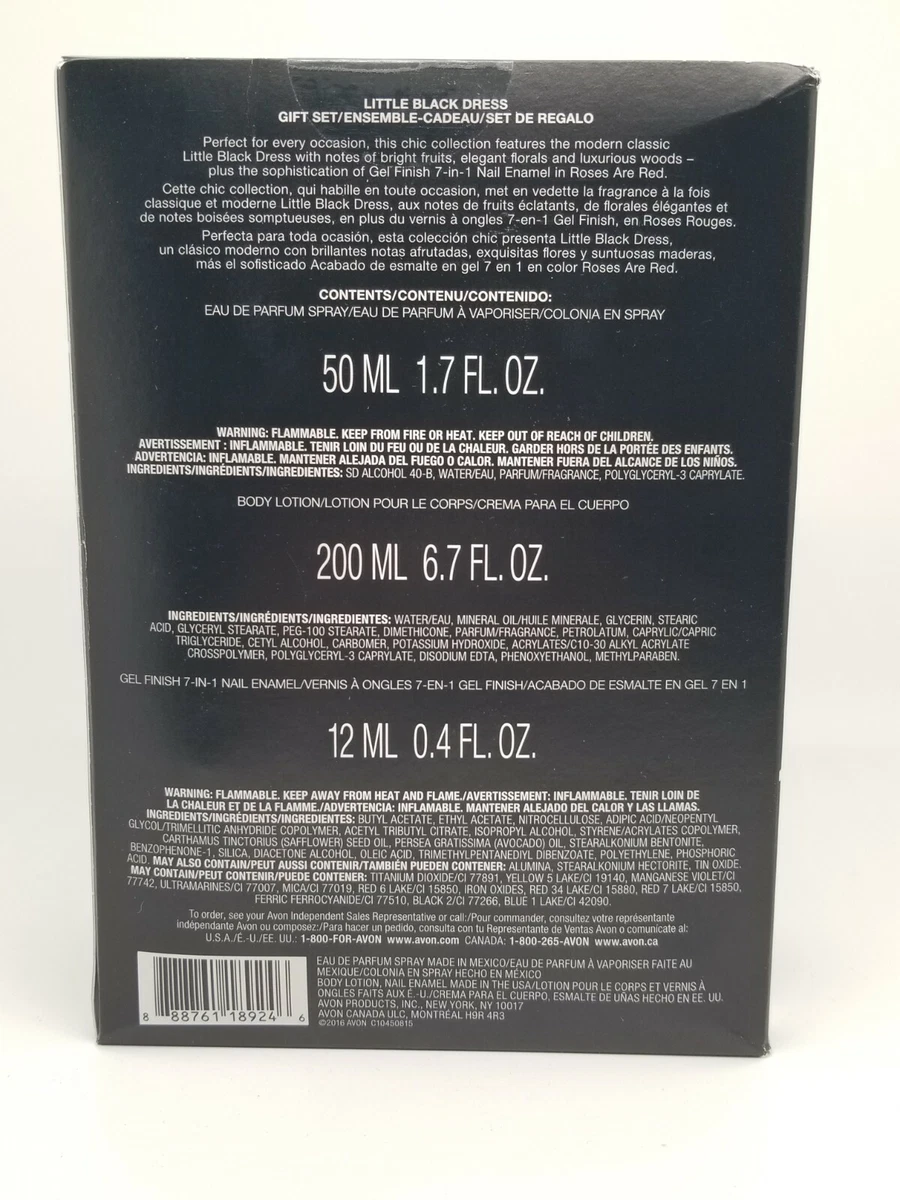 LITTLE BLACK DRESS
GIFT SET/ENSEMBLE-CADEAU/SET DE REGALO
Perfect for every occasion, this chic collection features the modern classic
Little Black Dress with notes of bright fruits, elegant florals and luxurious woods –
plus the sophistication of Gel Finish 7-in-1 Nail Enamel in Roses Are Red.
Cette chic collection, qui habille en toute occasion, met en vedette la fragrance à la fois
classique et moderne Little Black Dress, aux notes de fruits éclatants, de florales élégantes et
de notes boisées somptueuses, en plus du vernis à ongles 7-en-1 Gel Finish, en Roses Rouges.
Perfecta para toda ocasión, esta colección chic presenta Little Black Dress,
un clásico moderno con brillantes notas afrutadas, exquisitas flores y suntuosas maderas,
más el sofisticado Acabado de esmalte en gel 7 en 1 en color Roses Are Red.
CONTENTS/CONTENU/CONTENIDO:
EAU DE PARFUM SPRAY/EAU DE PARFUM À VAPORISER/COLONIA EN SPRAY
50 ML 1.7 FL. OZ.
WARNING: FLAMMABLE. KEEP FROM FIRE OR HEAT. KEEP OUT OF REACH OF CHILDREN.
AVERTISSEMENT : INFLAMMABLE. TENIR LOIN DU FEU OU DE LA CHALEUR. GARDER HORS DE LA PORTÉE DES ENFANTS.
ADVERTENCIA: INFLAMABLE. MANTENER ALEJADA DEL FUEGO O CALOR. MANTENER FUERA DEL ALCANCE DE LOS NIÑOS.
INGREDIENTS/INGRÉDIENTS/INGREDIENTES: SD ALCOHOL 40-B, WATER/EAU, PARFUM/FRAGRANCE, POLYGLYCERYL-3 CAPRYLATE.
BODY LOTION/LOTION POUR LE CORPS/CREMA PARA EL CUERPO
200 ML 6.7 FL. OZ.
INGREDIENTS/INGRÉDIENTS/INGREDIENTES: WATER/EAU, MINERAL OIL/HUILE MINERALE, GLYCERIN, STEARIC
ACID, GLYCERYL STEARATE, PEG-100 STEARATE, DIMETHICONE, PARFUM/FRAGRANCE, PETROLATUM, CAPRYLIC/CAPRIC
TRIGLYCERIDE, CETYL ALCOHOL, CARBOMER, POTASSIUM HYDROXIDE, ACRYLATES/C10-30 ALKYL ACRYLATE
CROSSPOLYMER, POLYGLYCERYL-3 CAPRYLATE, DISODIUM EDTA, PHENOXYETHANOL, METHYLPARABEN.
GEL FINISH 7-IN-1 NAIL ENAMEL/VERNIS À ONGLES 7-EN-1 GEL FINISH/ACABADO DE ESMALTE EN GEL 7 EN 1
12 ML 0.4 FL. OZ.
WARNING: FLAMMABLE. KEEP AWAY FROM HEAT AND FLAME./AVERTISSEMENT: INFLAMMABLE. TENIR LOIN DE
LA CHALEUR ET DE LA FLAMME./ADVERTENCIA: INFLAMABLE. MANTENER ALEJADO DEL CALOR Y LAS LLAMAS.
INGREDIENTS/INGRÉDIENTS/INGREDIENTES: BUTYL ACETATE, ETHYL ACETATE, NITROCELLULOSE, ADIPIC ACID/NEOPENTYL
GLYCOL/TRIMELLITIC ANHYDRIDE COPOLYMER, ACETYL TRIBUTYL CITRATE, ISOPROPYL ALCOHOL, STYRENE/ACRYLATES COPOLYMER,
CARTHAMUS TINCTORIUS (SAFFLOWER) SEED OIL, PERSEA GRATISSIMA (AVOCADO) OIL, STEARALKONIUM BENTONITE,
BENZOPHENONE-1, SILICA, DIACETONE ALCOHOL, OLEIC ACID, TRIMETHYLPENTANEDIYL DIBENZOATE, POLYETHYLENE, PHOSPHORIC
ACID. MAY ALSO CONTAIN/PEUT AUSSI CONTENIR/TAMBIÉN PUEDEN CONTENER: ALUMINA, STEARALKONIUM HECTORITE, TIN OXIDE.
MAY CONTAIN/PEUT CONTENIR/PUEDE CONTENER: TITANIUM DIOXIDE/CI 77891, YELLOW 5 LAKE/CI 19140, MANGANESE VIOLET/CI
77742, ULTRAMARINES/CI 77007, MICA/CI 77019, RED 6 LAKE/CI 15850, IRON OXIDES, RED 34 LAKE/CI 15880, RED 7 LAKE/CI 15850,
FERRIC FERROCYANIDE/CI 77510, BLACK 2/CI 77266, BLUE 1 LAKE/CI 42090.
To order, see your Avon Independent Sales Representative or call:/Pour commander, consultez votre représentante
indépendante Avon ou composez:/Para hacer un pedido, consulta con tu Representante de Ventas Avon o comunícate al:
U.S.A./É.-U./EE. UU.: 1-800-FOR-AVON www.avon.com CANADA: 1-800-265-AVON www.avon.ca
EAU DE PARFUM SPRAY MADE IN MEXICO/EAU DE PARFUM À VAPORISER FAITE AU
MEXIQUE/COLONIA EN SPRAY HECHO EN MÉXICO
BODY LOTION, NAIL ENAMEL MADE IN THE USA/LOTION POUR LE CORPS ET VERNIS À
ONGLES FAITS AUX É.-U./CREMA PARA EL CUERPO, ESMALTE DE UÑAS HECHO EN EE. UU.
AVON PRODUCTS, INC., NEW YORK, NY 10017
AVON CANADA ULC, MONTRÉAL H9R 4R3
©2016 AVON C10450815
8 88761 18924 6